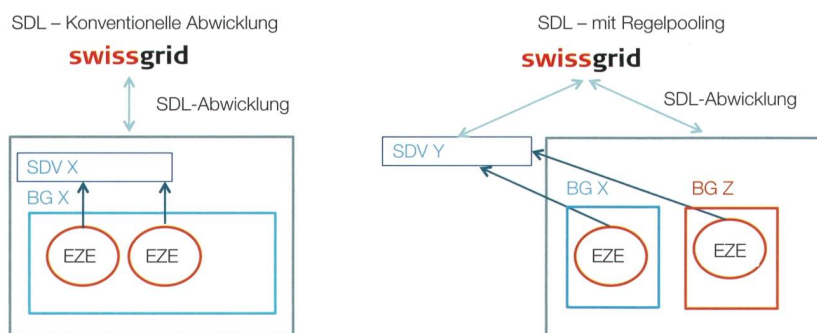 SDL – Konventionelle Abwicklung
swissgrid
SDL-Abwicklung
SDV X
BG X
EZE
EZE
SDL – mit Regelpooling
swissgrid
SDL-Abwicklung
SDV Y
BG X
BG Z
EZE
EZE